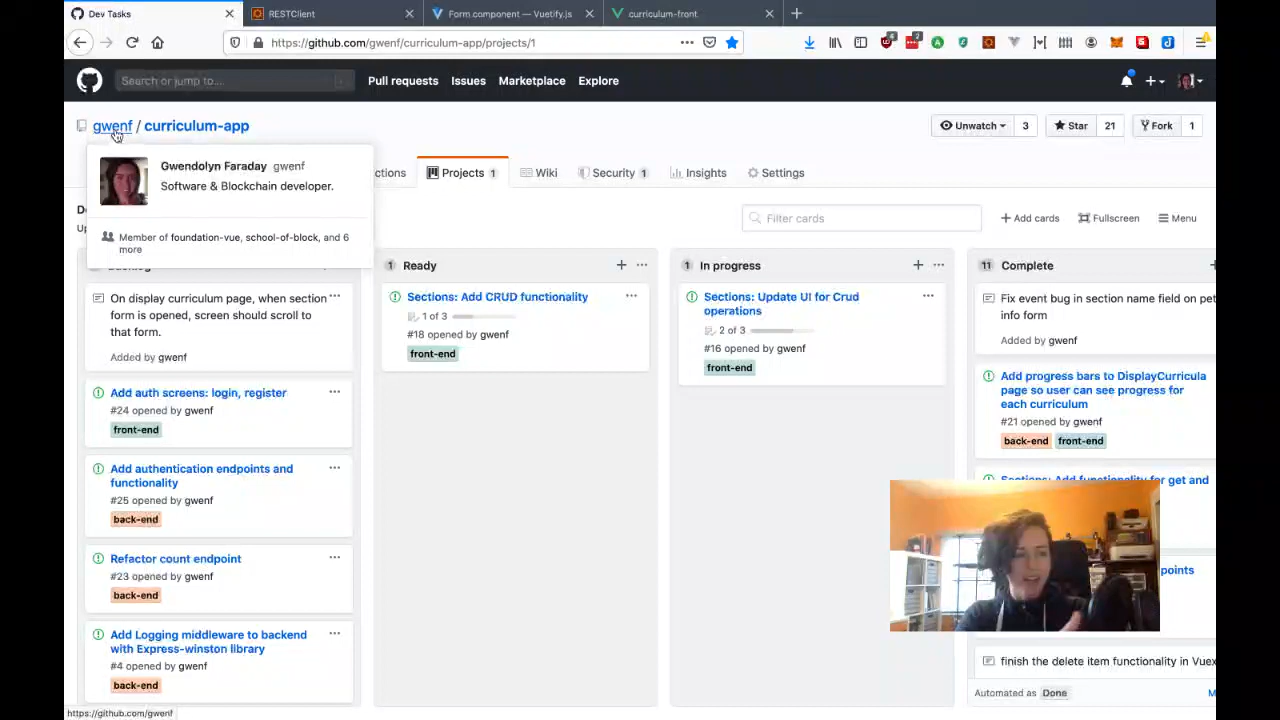 Dev Tasks
RESTClient
Form component — Vuetify.js
curriculum-front
https://github.com/gwenf/curriculum-app/projects/1
Search or jump to...
Pull requests
Issues
Marketplace
Explore
gwenf / curriculum-app
Unwatch
3
Star
21
Fork
1
Gwendolyn Faraday gwenf
Software & Blockchain developer.
Member of foundation-vue, school-of-block, and 6
more
Projects 1
Wiki
Security 1
Insights
Settings
Filter cards
Add cards
Fullscreen
Menu
1 Ready
1 In progress
11 Complete
On display curriculum page, when section
form is opened, screen should scroll to
that form.
Added by gwenf
Add auth screens: login, register
#24 opened by gwenf
front-end
Add authentication endpoints and
functionality
#25 opened by gwenf
back-end
Refactor count endpoint
#23 opened by gwenf
back-end
Add Logging middleware to backend
with Express-winston library
#4 opened by gwenf
back-end
Sections: Add CRUD functionality
1 of 3
#18 opened by gwenf
front-end
Sections: Update UI for Crud
operations
2 of 3
#16 opened by gwenf
front-end
Fix event bug in section name field on
info form
Added by gwenf
Add progress bars to DisplayCurricula
page so user can see progress for
each curriculum
#21 opened by gwenf
back-end front-end
Sections: Add functionality for get and
finish the delete item functionality in
Automated as Done
https://github.com/gwenf